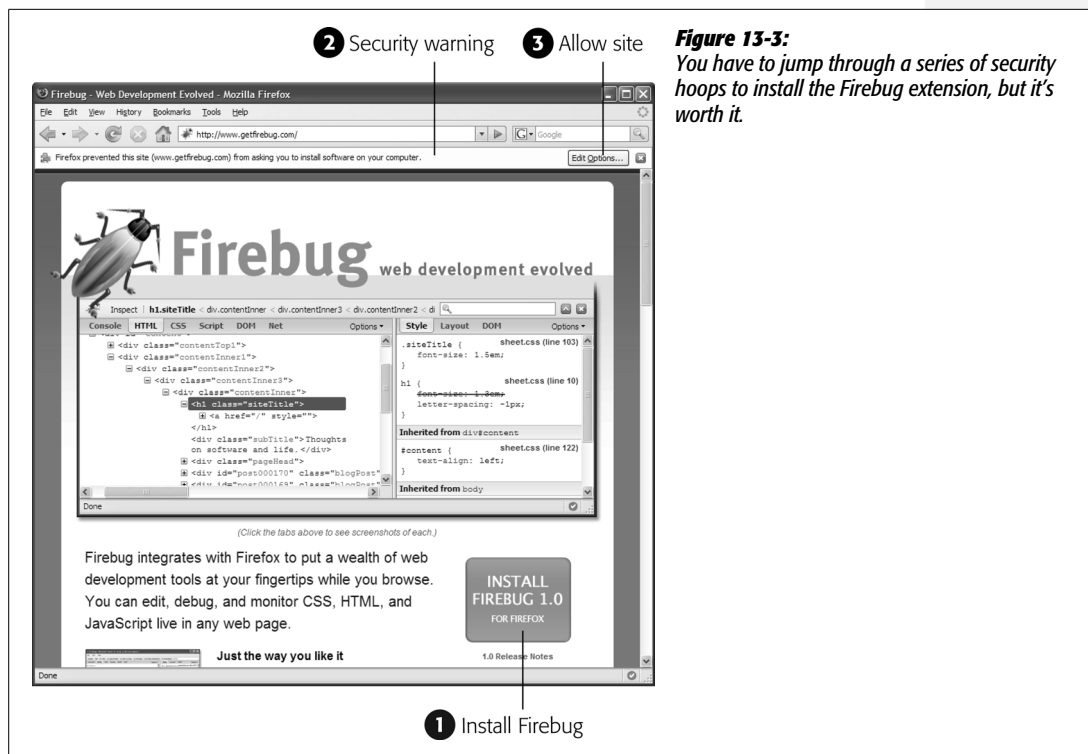 2 Security warning
3 Allow site
Figure 13-3:
You have to jump through a series of security
hoops to install the Firebug extension, but it's
worth it.
Firebug - Web Development Evolved - Mozilla Firefox
File Edit View History Bookmarks Tools Help
http://www.getfirebug.com/
G Google
Firefox prevented this site (www.getfirebug.com) from asking you to install software on your computer.
Edit Options...
Firebug web development evolved
Inspect h1.siteTitle < div.contentInner < div.contentInner3 < div.contentInner2 < d
Console HTML CSS Script DOM Net Options
<div class="contentTop1">
<div class="contentInner1">
<div class="contentInner2">
<div class="contentInner3">
<div class="contentInner">
<h1 class="siteTitle">
<a href="/" style="">
</h1>
<div class="subTitle">Thoughts
on software and life.</div>
<div class="pageHead">
<div id="post000170" class="blogPost"
<div id="post000169" class="blogPost"
Style Layout DOM Options
.siteTitle { sheet.css (line 103)
font-size: 1.5em;
}
h1 { sheet.css (line 10)
font-size: 1.3em;
letter-spacing: -1px;
}
Inherited from div#content
#content { sheet.css (line 122)
text-align: left;
}
Inherited from body
Done
(Click the tabs above to see screenshots of each.)
Firebug integrates with Firefox to put a wealth of web
development tools at your fingertips while you browse.
You can edit, debug, and monitor CSS, HTML, and
JavaScript live in any web page.
INSTALL
FIREBUG 1.0
FOR FIREFOX
Just the way you like it
1.0 Release Notes
Done
1 Install Firebug